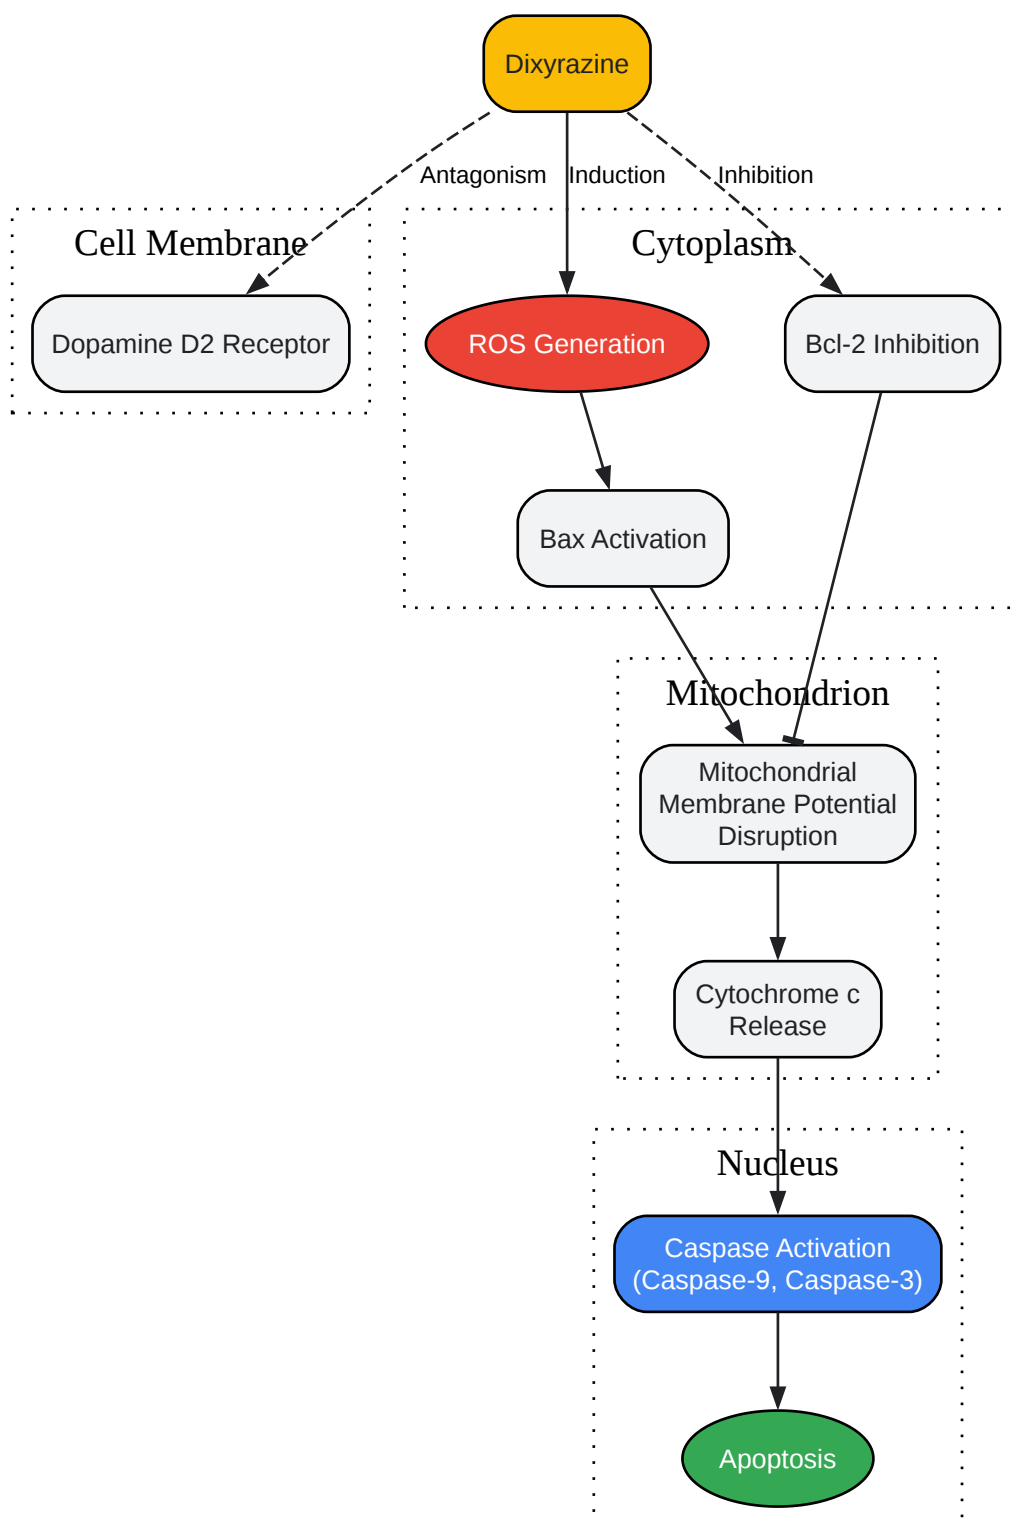 Dixyrazine
Antagonism
Induction
Inhibition
Cell Membrane
Cytoplasm
Dopamine D2 Receptor
ROS Generation
Bcl-2 Inhibition
Bax Activation
Mitochondrion
Mitochondrial
Membrane Potential
Disruption
Cytochrome c
Release
Nucleus
Caspase Activation
(Caspase-9, Caspase-3)
Apoptosis